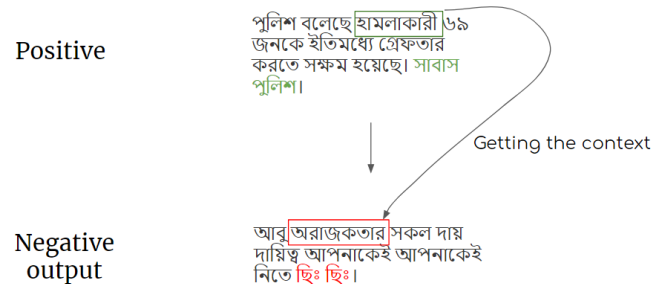 Positive
পুলিশ বলেছে হামলাকারী ৬৯
জনকে ইতিমধ্যে গ্রেফতার
করতে সক্ষম হয়েছে। সাবাস
পুলিশ।
Getting the context
Negative
output
আবু অরাজকতার সকল দায়
দায়িত্ব আপনাকেই আপনাকেই
নিতে ছিঃ ছিঃ।